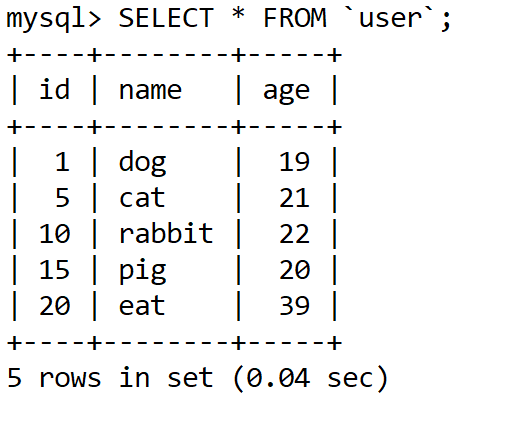 mysql> SELECT * FROM `user`;
+----+--------+-----+
| id | name   | age |
+----+--------+-----+
|  1 | dog    |  19 |
|  5 | cat    |  21 |
| 10 | rabbit |  22 |
| 15 | pig    |  20 |
| 20 | eat    |  39 |
+----+--------+-----+
5 rows in set (0.04 sec)